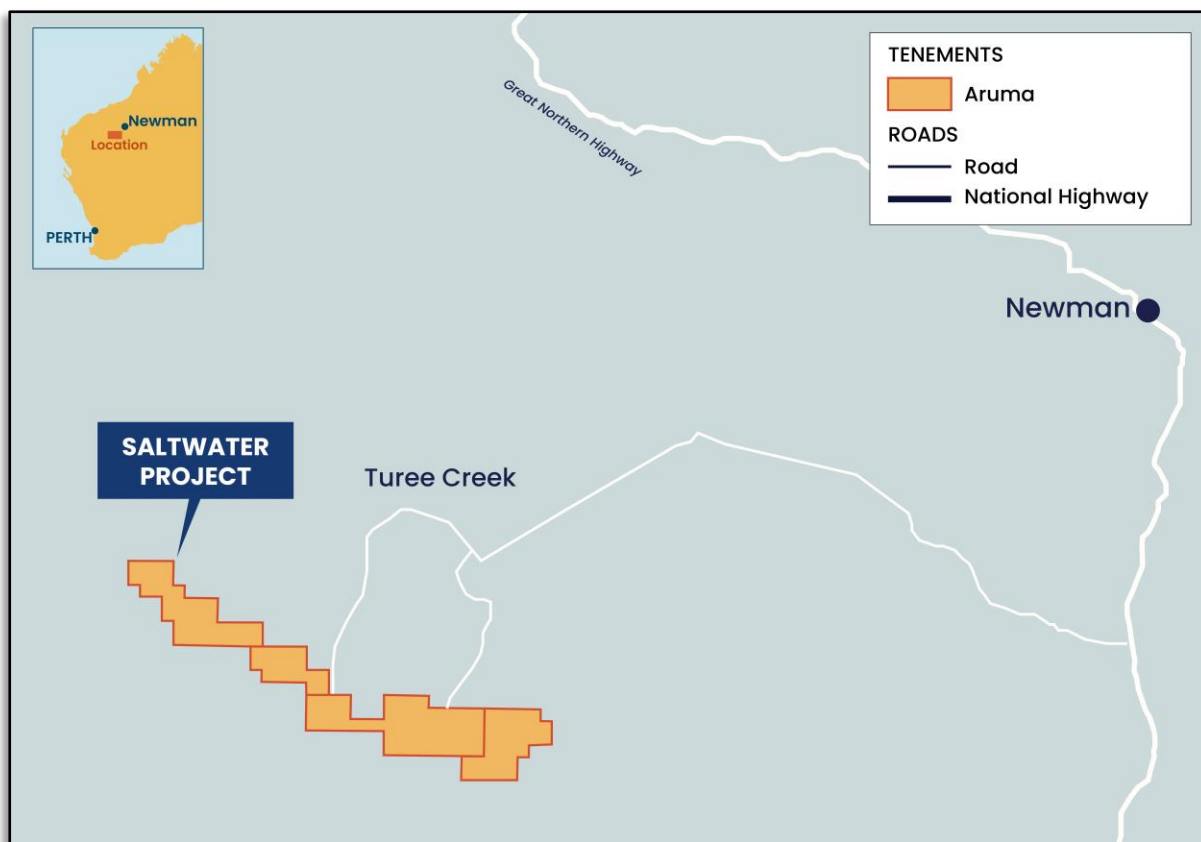 Newman
Location
PERTH
Great Northern Highway
TENEMENTS
Aruma
ROADS
Road
National Highway
Newman
SALTWATER
PROJECT
Turee Creek